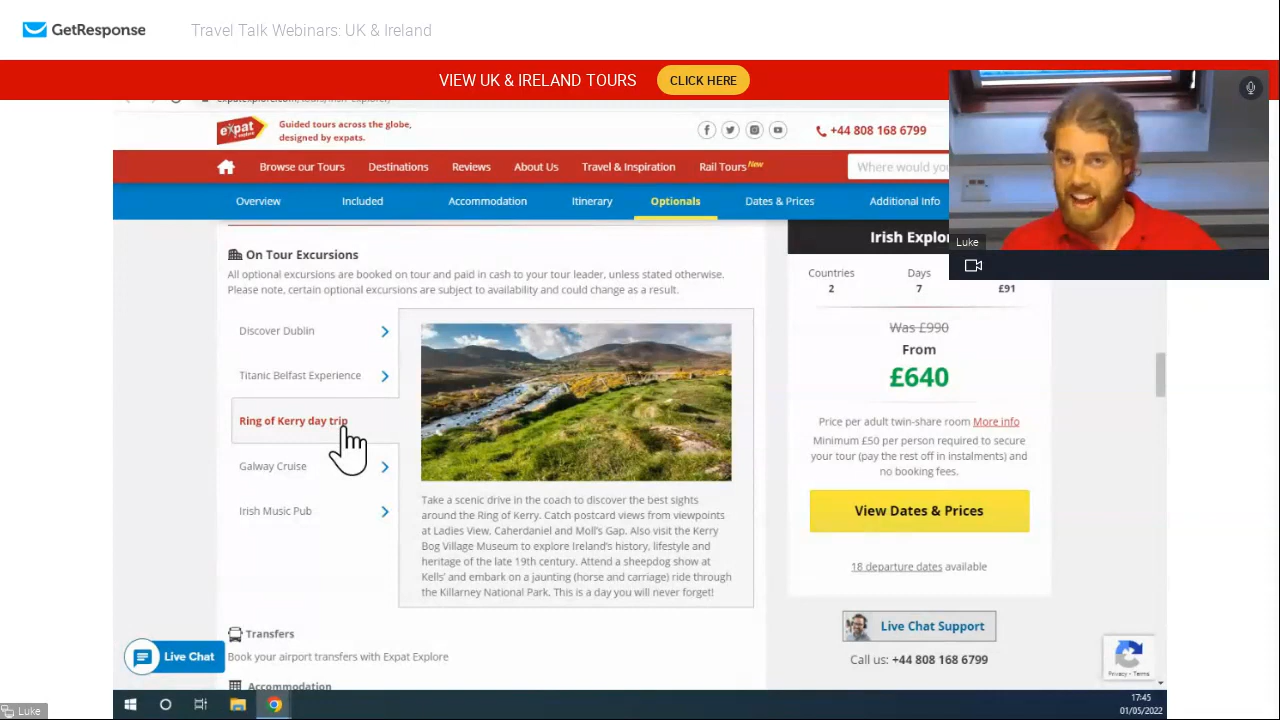 GetResponse
Travel Talk Webinars: UK & Ireland
VIEW UK & IRELAND TOURS
CLICK HERE
expat explore
Guided tours across the globe,
designed by expats.
+44 808 168 6799
Browse our Tours
Destinations
Reviews
About Us
Travel & Inspiration
Rail Tours New
Where would yo
Overview
Included
Accommodation
Itinerary
Optionals
Dates & Prices
Additional Info
Luke
On Tour Excursions
All optional excursions are booked on tour and paid in cash to your tour leader, unless stated otherwise.
Please note, certain optional excursions are subject to availability and could change as a result.
Discover Dublin
Titanic Belfast Experience
Ring of Kerry day trip
Galway Cruise
Irish Music Pub
Take a scenic drive in the coach to discover the best sights
around the Ring of Kerry. Catch postcard views from viewpoints
at Ladies View, Caherdaniel and Moll's Gap. Also visit the Kerry
Bog Village Museum to explore Ireland's history, lifestyle and
heritage of the late 19th century. Attend a sheepdog show at
Kells' and embark on a jaunting (horse and carriage) ride through
the Killarney National Park. This is a day you will never forget!
Irish Explo
Countries
Days
2
7
£91
Was £990
From
£640
Price per adult twin-share room More info
Minimum £50 per person required to secure
your tour (pay the rest off in instalments) and
no booking fees.
View Dates & Prices
18 departure dates available
Live Chat Support
Call us: +44 808 168 6799
Transfers
Book your airport transfers with Expat Explore
Accommodation
Live Chat
Privacy - Terms
17:45
01/05/2022
Luke